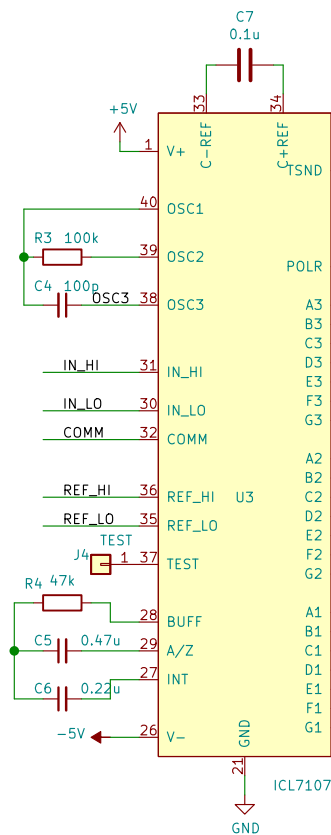 C7
0.1u
33
34
+5V
C-REF
C+REF
1
V+
TSND
40
OSC1
R3 100k
39
OSC2
POLR
C4 100p
OSC3
38
OSC3
A3
B3
C3
D3
E3
F3
G3
IN_HI
31
IN_HI
IN_LO
30
IN_LO
COMM
32
COMM
A2
B2
C2
D2
E2
F2
G2
REF_HI
36
REF_HI
U3
REF_LO
35
REF_LO
TEST
J4
1
37
TEST
R4 47k
28
BUFF
A1
B1
C1
D1
E1
F1
G1
C5 0.47u
29
A/Z
C6 0.22u
27
INT
-5V
26
V-
GND
21
ICL7107
GND